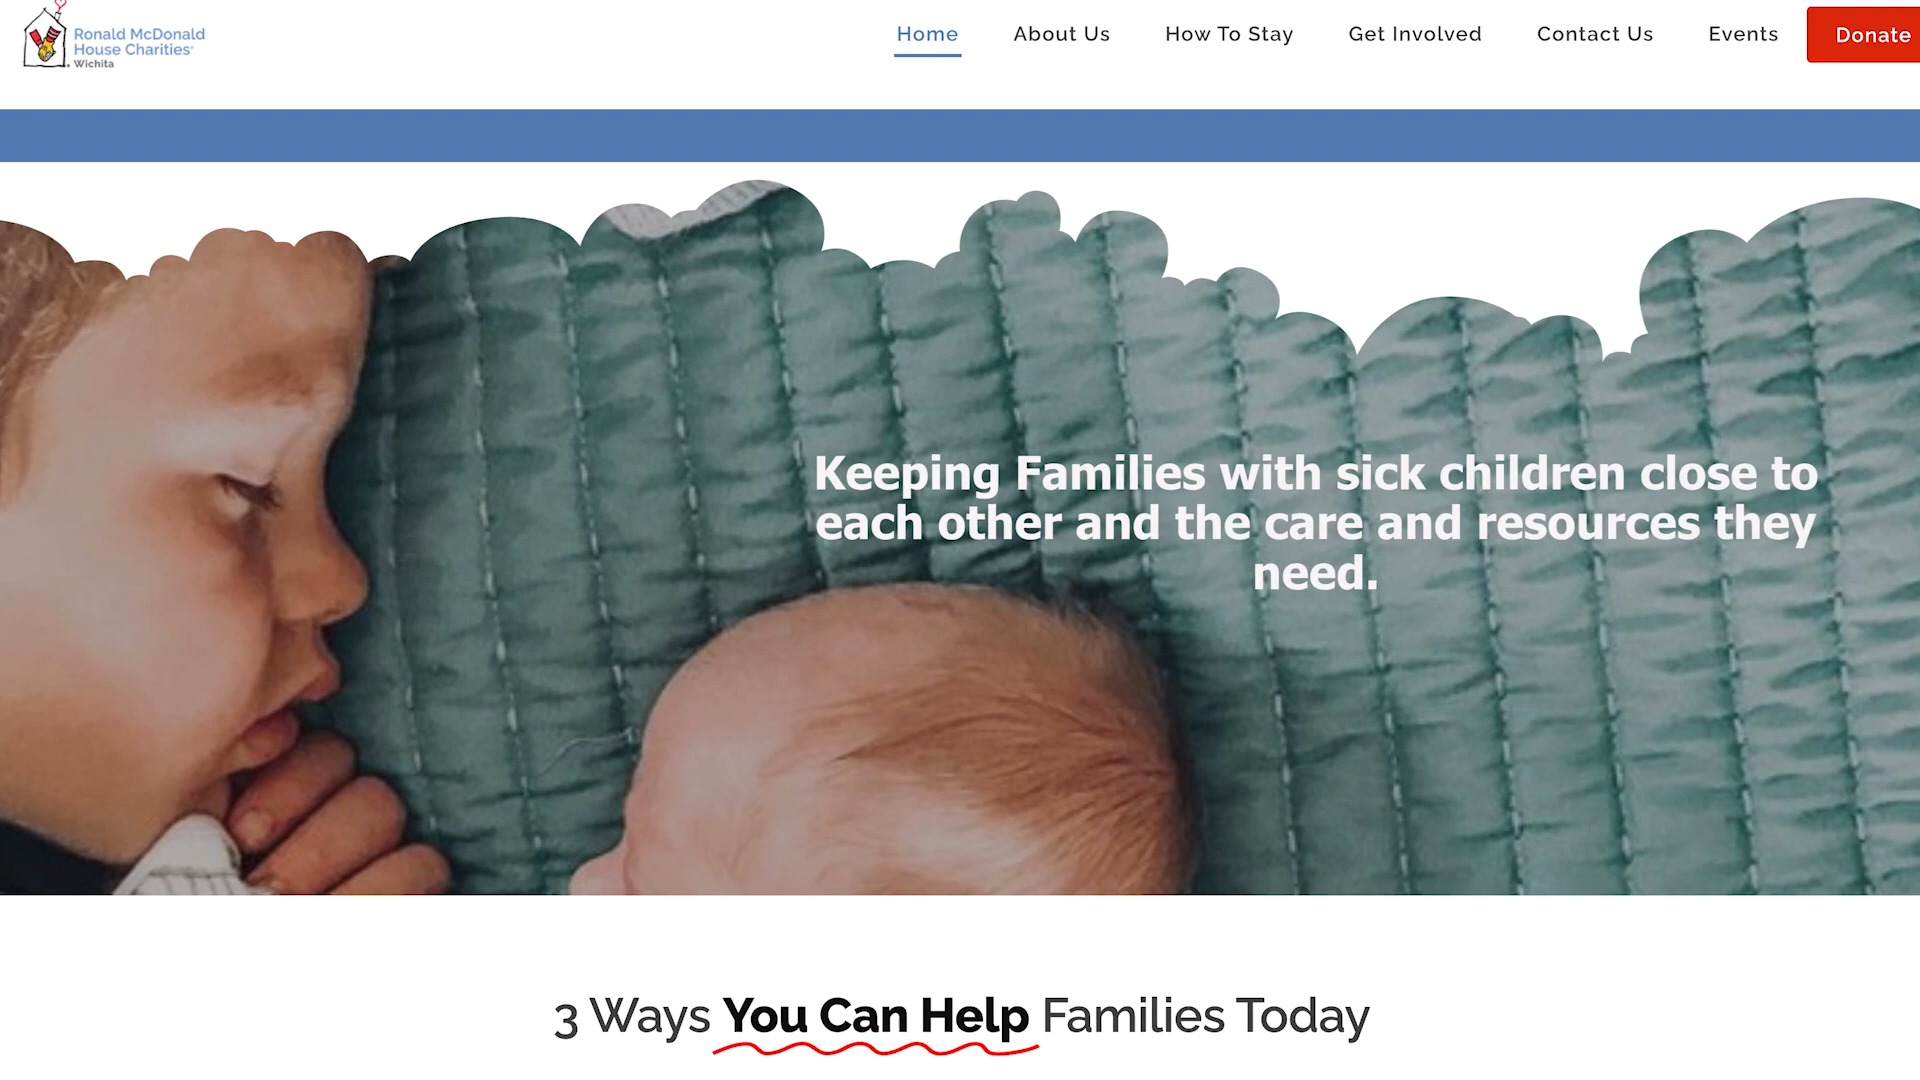 Ronald McDonald
House Charities®
Wichita
Home About Us How To Stay Get Involved Contact Us Events Donate
Keeping Families with sick children close to
each other and the care and resources they
need.
3 Ways You Can Help Families Today